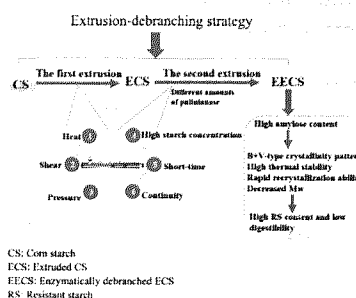 Extrusion-debranching strategy
CS The first extrusion ECS The second extrusion EECS
Different amounts
of pullulanase
High amylose content
Heat High starch concentration
B+V-type crystallinity patter
Shear Short-time
High thermal stability
Rapid recrystallization abilit
Decreased Mw
Pressure Continuity
High RS content and low
digestibility
CS: Corn starch
ECS: Extruded CS
EECS: Enzymatically debranched ECS
RS: Resistant starch